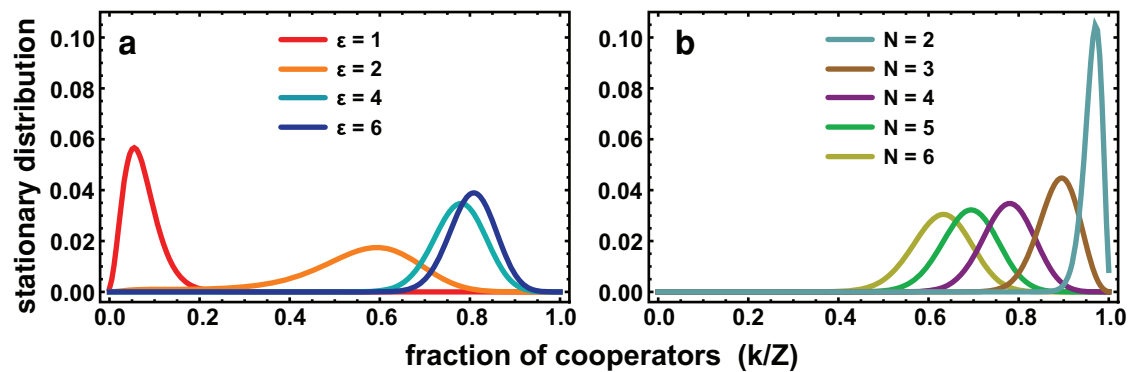 stationary distribution
a
0.10
0.08
0.06
0.04
0.02
0.00
ε = 1
ε = 2
ε = 4
ε = 6
0.0 0.2 0.4 0.6 0.8 1.0
b
0.10
0.08
0.06
0.04
0.02
0.00
N = 2
N = 3
N = 4
N = 5
N = 6
0.0 0.2 0.4 0.6 0.8 1.0
fraction of cooperators (k/Z)